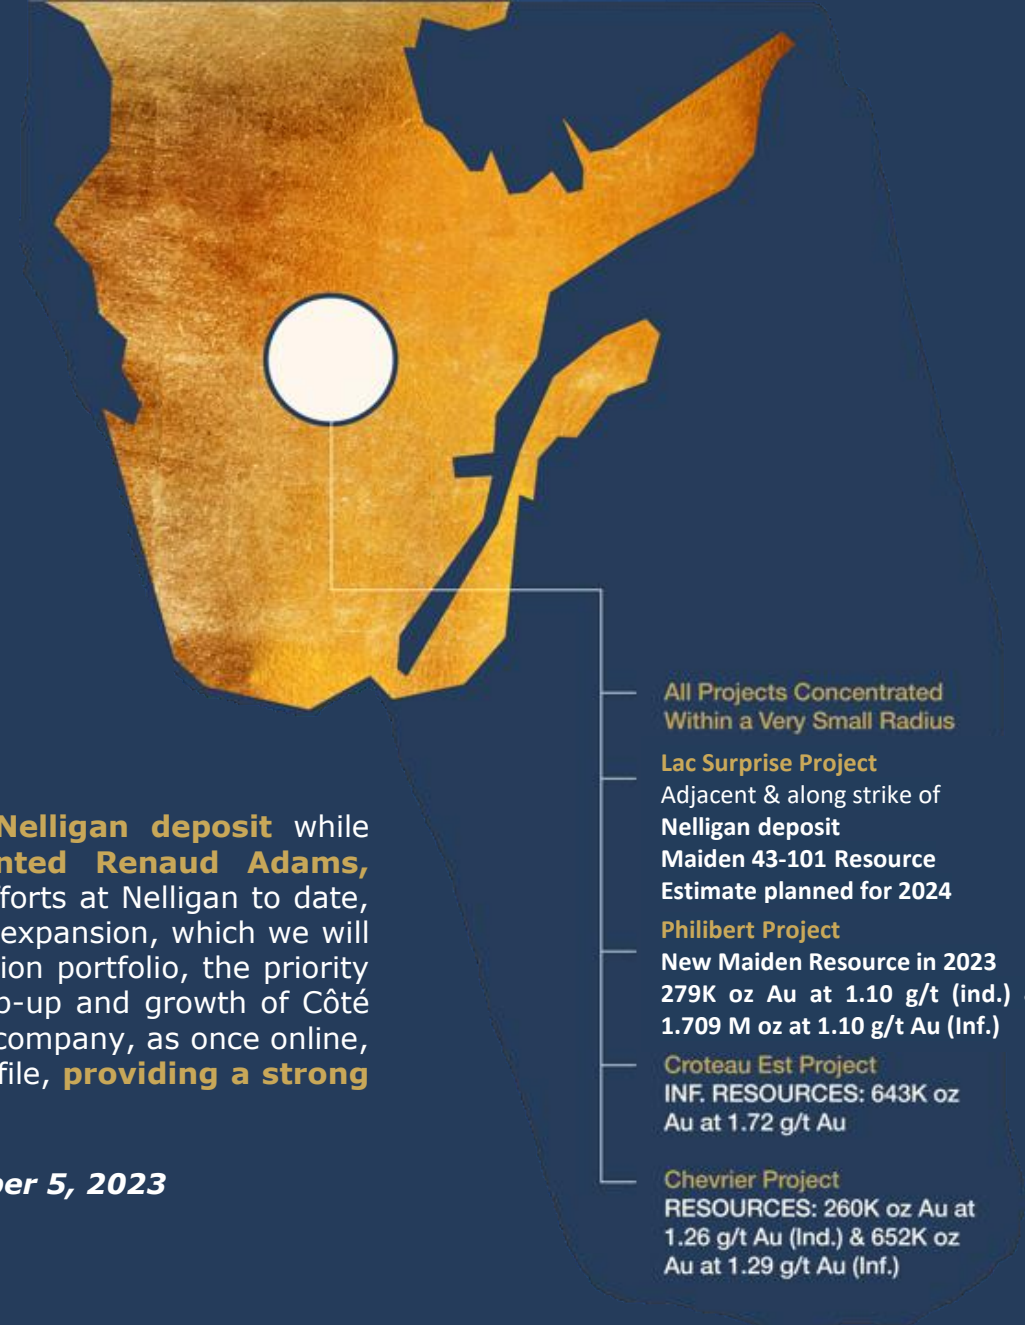 All Projects Concentrated
Within a Very Small Radius
Lac Surprise Project
Adjacent & along strike of
Nelligan deposit
Maiden 43-101 Resource
Estimate planned for 2024
Philibert Project
New Maiden Resource in 2023
279K oz Au at 1.10 g/t (ind.)
1.709 M oz at 1.10 g/t Au (Inf.)
Croteau Est Project
INF. RESOURCES: 643K oz
Au at 1.72 g/t Au
Chevrier Project
RESOURCES: 260K oz Au at
1.26 g/t Au (Ind.) & 652K oz
Au at 1.29 g/t Au (Inf.)
Nelligan deposit while
nted Renaud Adams,
forts at Nelligan to date,
expansion, which we will
ion portfolio, the priority
p-up and growth of Côté
company, as once online,
file, providing a strong
er 5, 2023